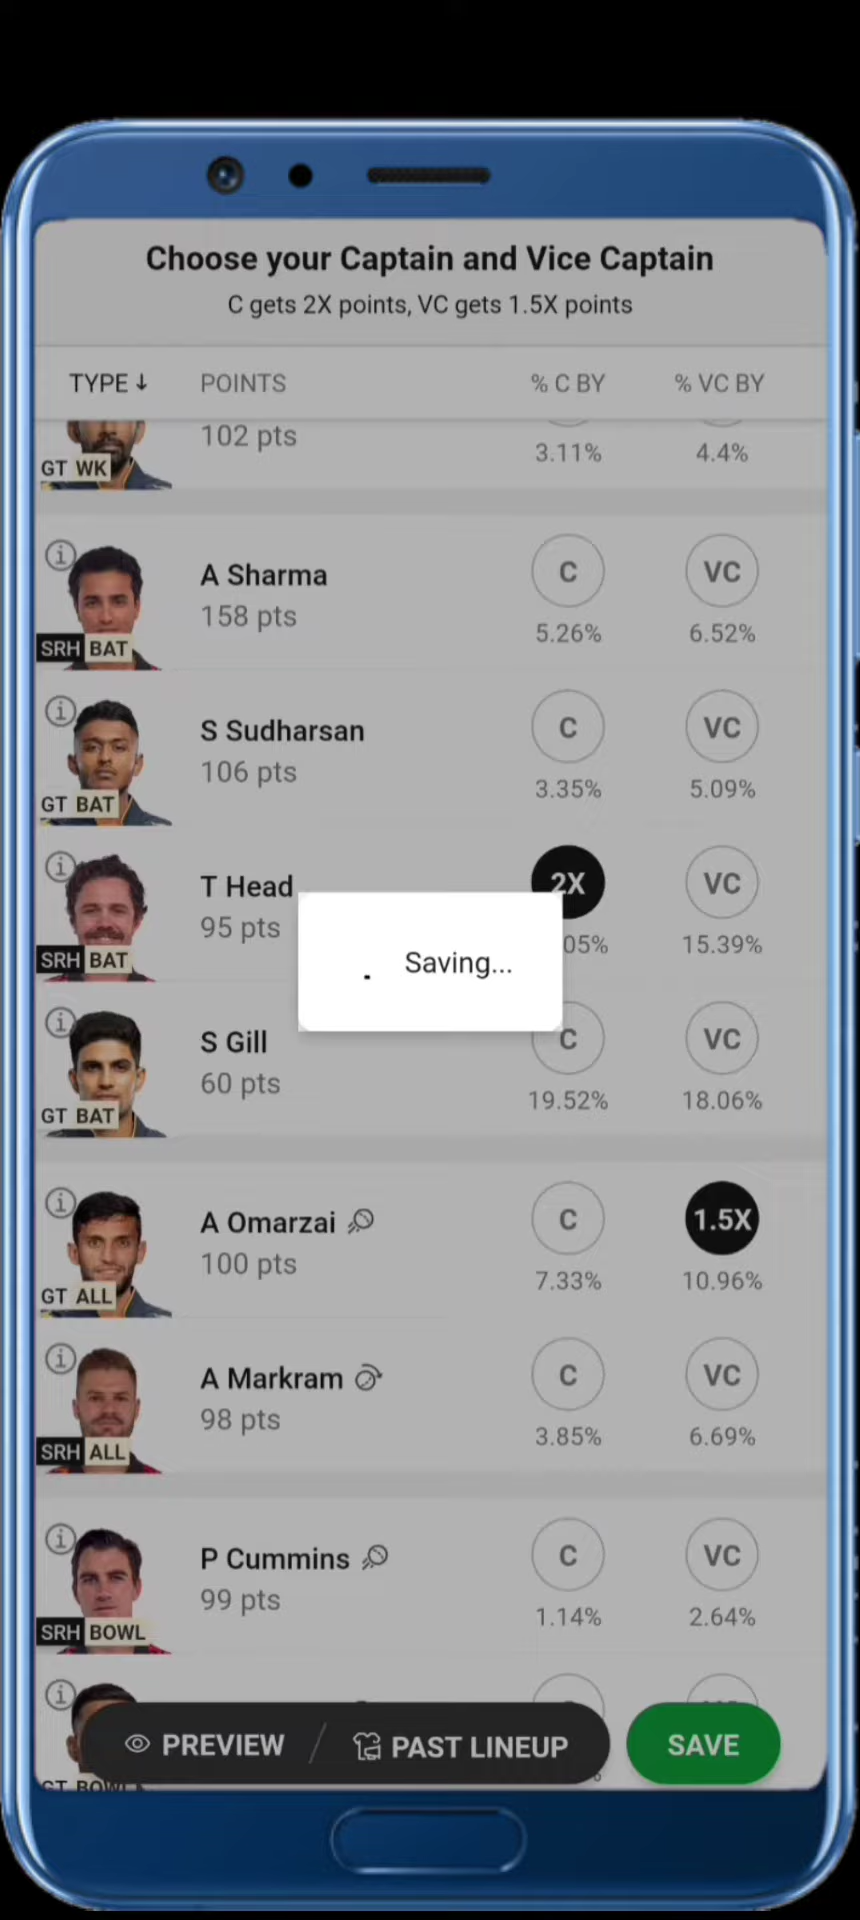 Choose your Captain and Vice Captain
C gets 2X points, VC gets 1.5X points
TYPE ↓ POINTS % C BY % VC BY
102 pts
GT WK
3.11% 4.4%
A Sharma
158 pts
SRH BAT
C VC
5.26% 6.52%
S Sudharsan
106 pts
GT BAT
C VC
3.35% 5.09%
T Head
95 pts
SRH BAT
2X VC
05% 15.39%
Saving...
S Gill
60 pts
GT BAT
C VC
19.52% 18.06%
A Omarzai
100 pts
GT ALL
C 1.5X
7.33% 10.96%
A Markram
98 pts
SRH ALL
C VC
3.85% 6.69%
P Cummins
99 pts
SRH BOWL
C VC
1.14% 2.64%
GT BOWL
PREVIEW / PAST LINEUP SAVE